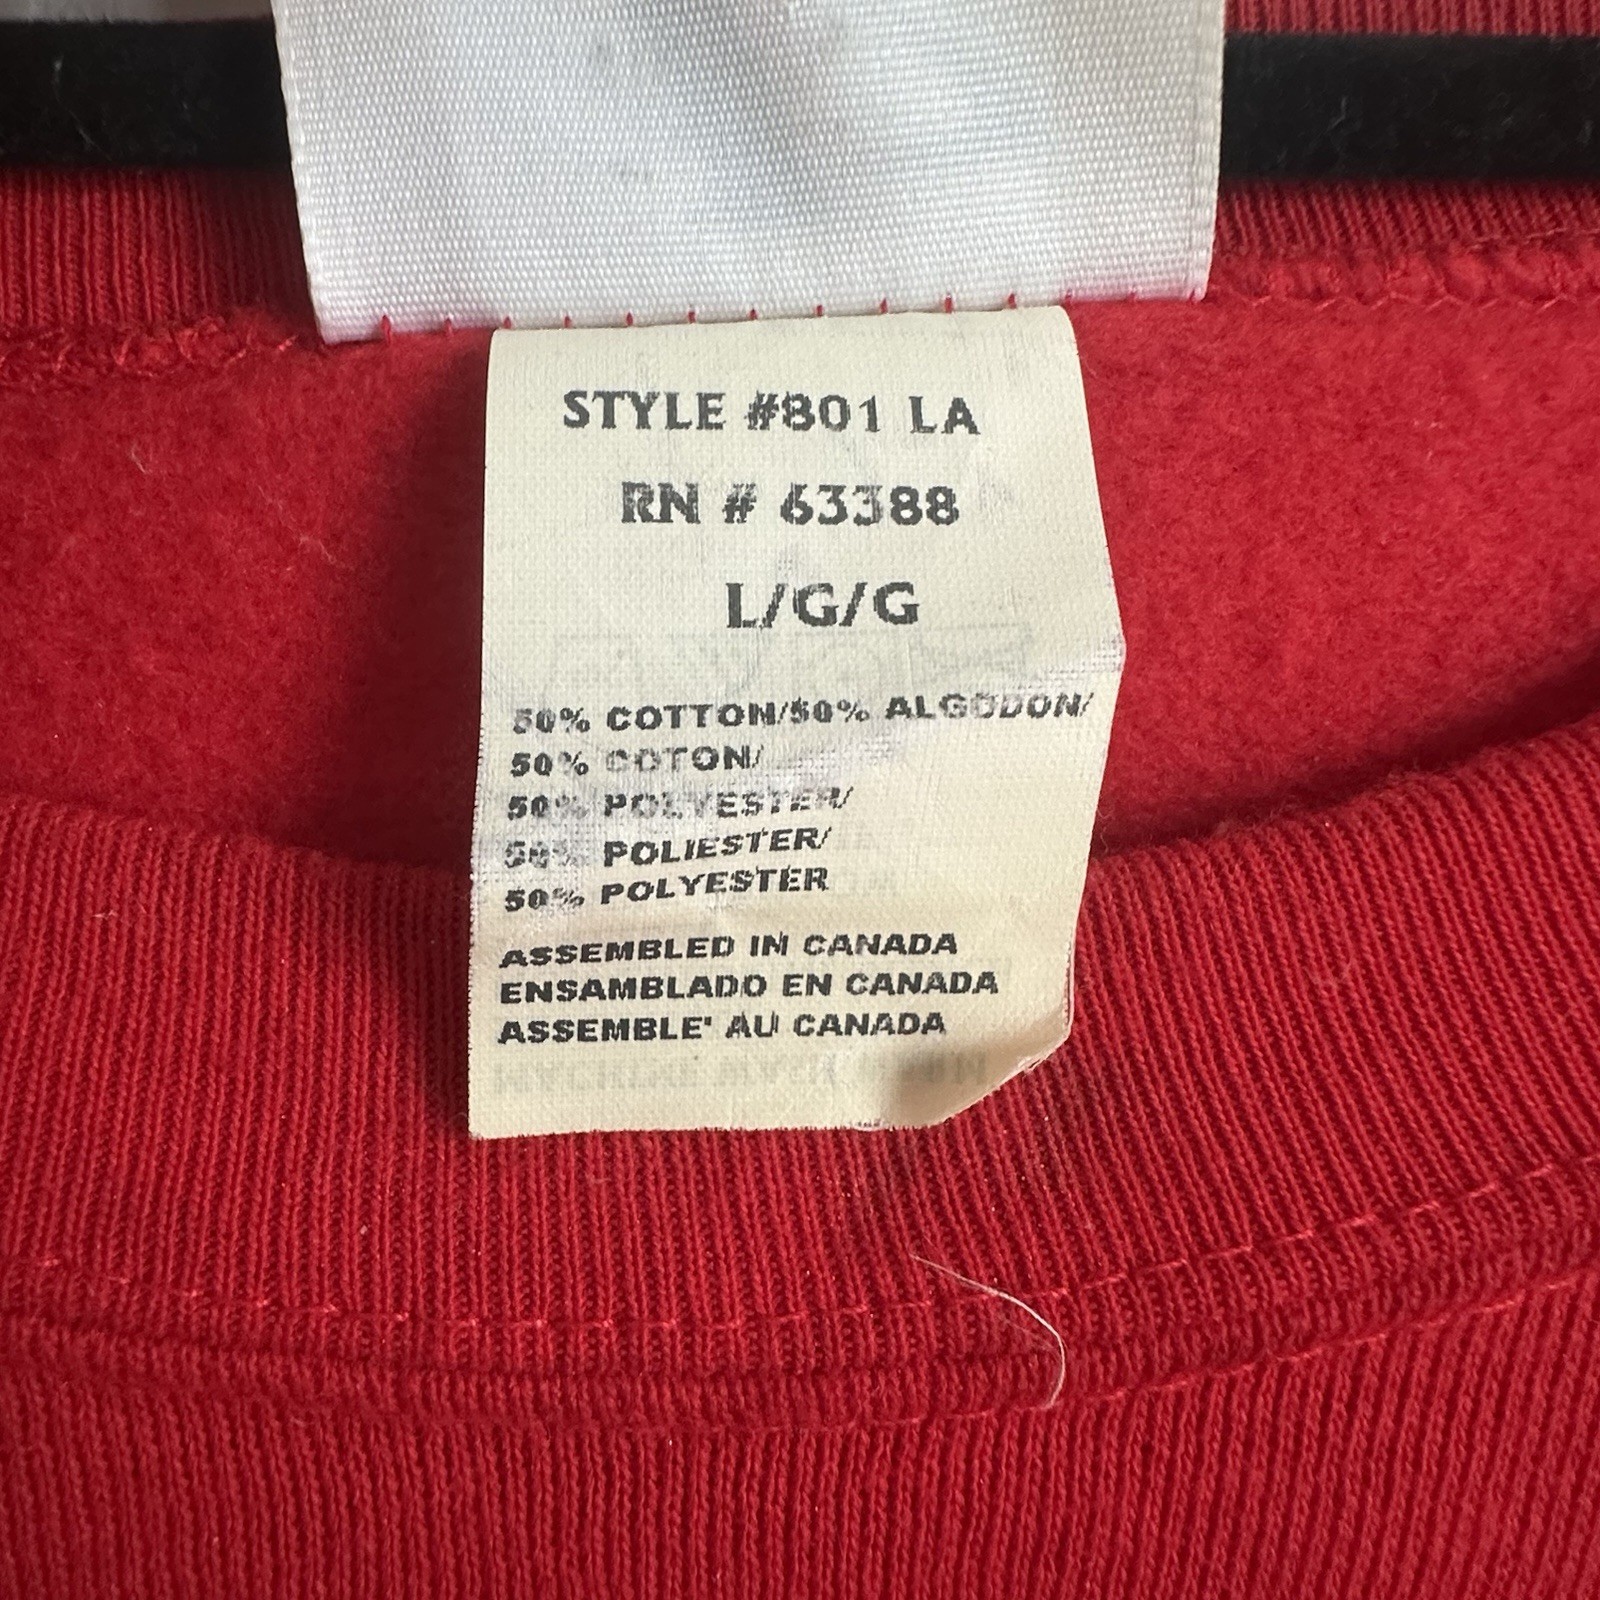 STYLE #801 LA
RN # 63388
L/G/G
50% COTTON/50% ALGODON/
50% COTON/
50% POLYESTER/
50% POLIESTER/
50% POLYESTER
ASSEMBLED IN CANADA
ENSAMBLADO EN CANADA
ASSEMBLE' AU CANADA